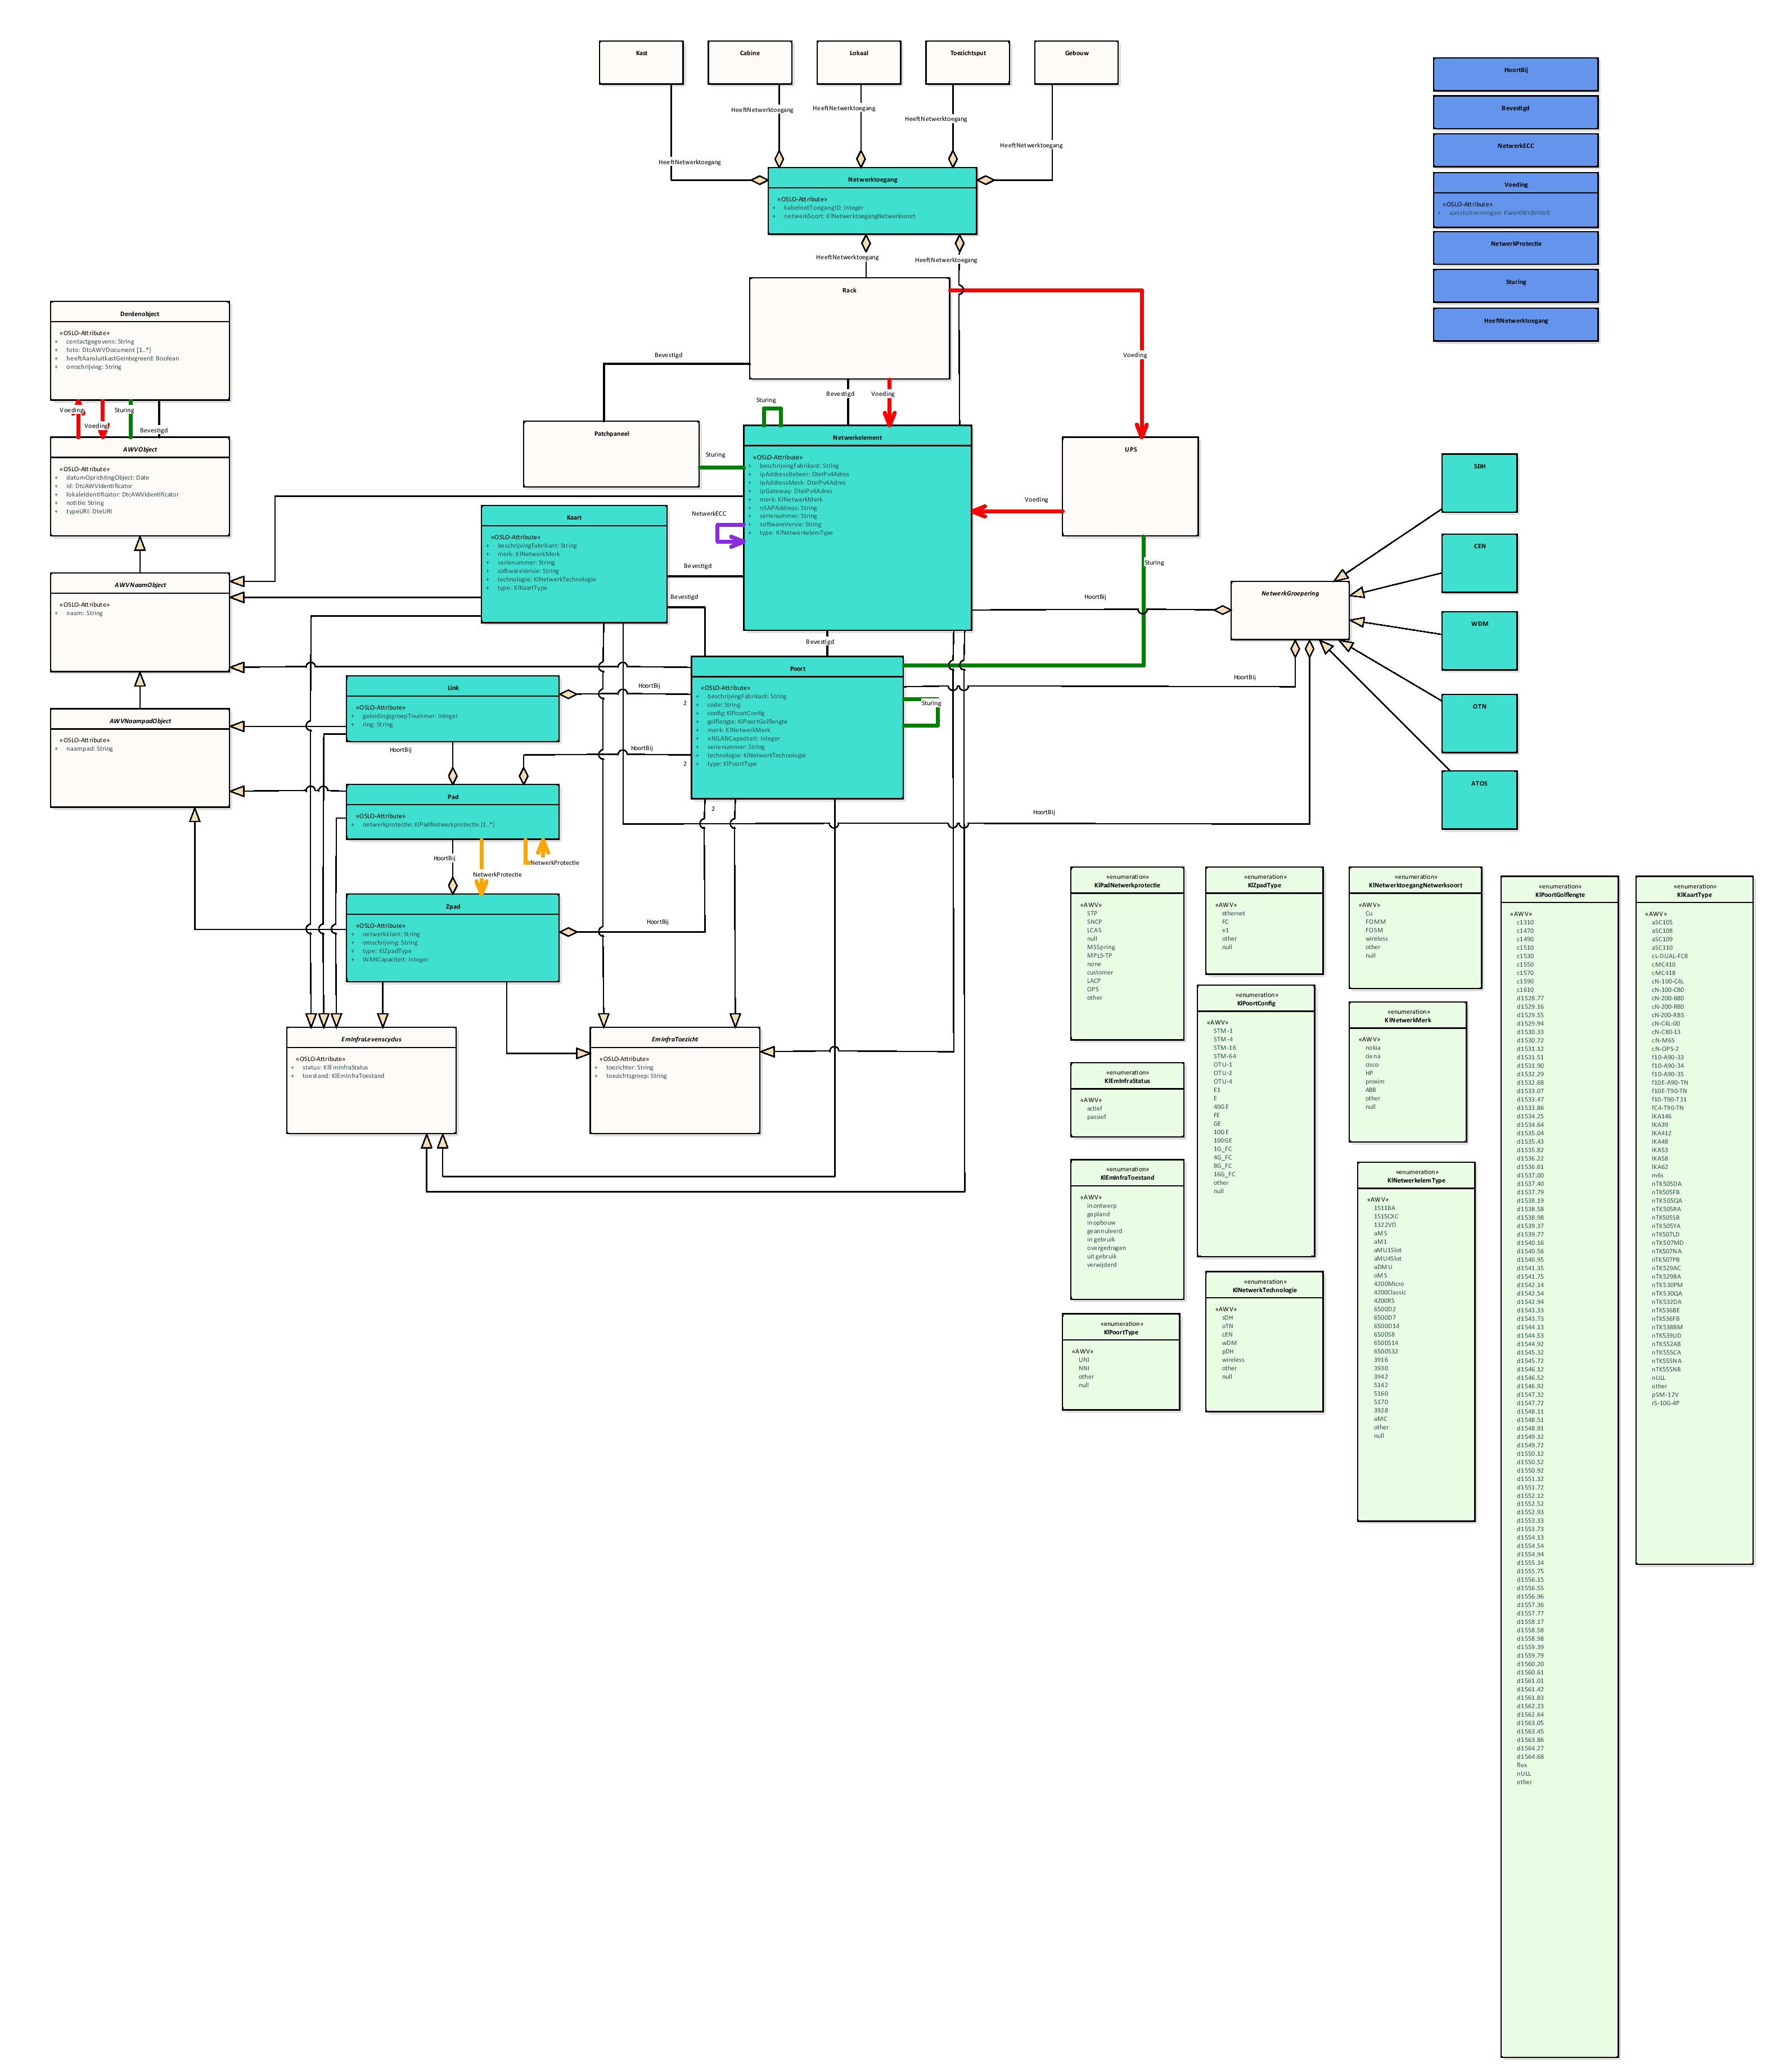 Kast
Cabine
Lokaal
Toezichtsput
Gebouw
HeeftNetwerktoegang
HeeftNetwerktoegang
HeeftNetwerktoegang
HeeftNetwerktoegang
HeeftNetwerktoegang
Netwerktoegang
«OSLO-Attribute»
+ kabelnetToegangID: Integer
+ netwerkSoort: KlNetwerktoegangNetwerksoort
HeeftNetwerktoegang
HeeftNetwerktoegang
HoortBij
Bevestigd
NetwerkECC
Voeding
«OSLO-Attribute»
+ aansluitvermogen: KwantWrdInVolt
NetwerkProtectie
Sturing
HeeftNetwerktoegang
Rack
Voeding
Bevestigd
Bevestigd
Voeding
Sturing
Derdenobject
«OSLO-Attribute»
+ contactgegevens: String
+ foto: DtcAWVDocument [1..*]
+ heeftAansluitkastGeintegreerd: Boolean
+ omschrijving: String
Voeding
Voeding
Sturing
Bevestigd
AWVObject
«OSLO-Attribute»
+ datumOprichtingObject: Date
+ id: DtcAWVIdentificator
+ lokaleIdentificator: DtcAWVIdentificator
+ notitie: String
+ typeURI: DteURI
AWVNaamObject
«OSLO-Attribute»
+ naam: String
AWVNaampadObject
«OSLO-Attribute»
+ naampad: String
Patchpaneel
Sturing
Netwerkelement
«OSLO-Attribute»
+ beschrijvingFabrikant: String
+ ipAddressBeheer: DteIPv4Adres
+ ipAddressMask: DteIPv4Adres
+ ipGateway: DteIPv4Adres
+ merk: KlNetwerkMerk
+ nSAPAddress: String
+ serienummer: String
+ softwareVersie: String
+ type: KlNetwerkelemType
NetwerkECC
UPS
Voeding
Sturing
Kaart
«OSLO-Attribute»
+ beschrijvingFabrikant: String
+ merk: KlNetwerkMerk
+ serienummer: String
+ softwareVersie: String
+ technologie: KlNetwerkTechnologie
+ type: KlKaartType
Bevestigd
Bevestigd
Bevestigd
HoortBij
NetwerkGroepering
SDH
CEN
WDM
OTN
ATOS
Poort
«OSLO-Attribute»
+ beschrijvingFabrikant: String
+ code: String
+ config: KlPoortConfig
+ golflengte: KlPoortGolflengte
+ merk: KlNetwerkMerk
+ nNILANCapaciteit: Integer
+ serienummer: String
+ technologie: KlNetwerkTechnologie
+ type: KlPoortType
Sturing
HoortBij
HoortBij
2
HoortBij
2
2
HoortBij
Link
«OSLO-Attribute»
+ geleidingsgroepTnummer: Integer
+ ring: String
HoortBij
Pad
«OSLO-Attribute»
+ netwerkprotectie: KlPadNetwerkprotectie [1..*]
HoortBij
NetwerkProtectie
NetwerkProtectie
Zpad
«OSLO-Attribute»
+ netwerkklant: String
+ omschrijving: String
+ type: KlZpadType
+ WANCapaciteit: Integer
HoortBij
EmInfraLevenscyclus
«OSLO-Attribute»
+ status: KlEmInfraStatus
+ toestand: KlEmInfraToestand
EmInfraToezicht
«OSLO-Attribute»
+ toezichter: String
+ toezichtsgroep: String
«enumeration»
KlPadNetwerkprotectie
«AWV»
STP
SNCP
LCAS
null
MSSpring
MPLS-TP
none
customer
LACP
OPS
other
«enumeration»
KlZpadType
«AWV»
ethernet
FC
e1
other
null
«enumeration»
KlNetwerktoegangNetwerksoort
«AWV»
Cu
FOMM
FOSM
wireless
other
null
«enumeration»
KlPoortConfig
«AWV»
STM-1
STM-4
STM-16
STM-64
OTU-1
OTU-2
OTU-4
E1
E
40GE
FE
GE
10GE
100GE
1G_FC
4G_FC
8G_FC
16G_FC
other
null
«enumeration»
KlNetwerkMerk
«AWV»
nokia
ciena
cisco
HP
proxim
ABB
other
null
«enumeration»
KlEmInfraStatus
«AWV»
actief
passief
«enumeration»
KlEmInfraToestand
«AWV»
in ontwerp
gepland
in opbouw
geannuleerd
in gebruik
overgedragen
uit gebruik
verwijderd
«enumeration»
KlPoortType
«AWV»
UNI
NNI
other
null
«enumeration»
KlNetwerkTechnologie
«AWV»
sDH
oTN
cEN
wDM
pDH
wireless
other
null
«enumeration»
KlNetwerkelemType
«AWV»
1511BA
1515CXC
1322VD
aMS
aM1
aMU1Slot
aMU4Slot
aDMU
oMS
4200Micro
4200Classic
4200RS
6500D2
6500D7
6500D14
6500S8
6500S14
6500S32
3916
3930
3942
5142
5160
5170
3928
aMC
other
null
«enumeration»
KlPoortGolflengte
«AWV»
c1310
c1470
c1490
c1510
c1530
c1550
c1570
c1590
c1610
d1528.77
d1529.16
d1529.55
d1529.94
d1530.33
d1530.72
d1531.12
d1531.51
d1531.90
d1532.29
d1532.68
d1533.07
d1533.47
d1533.86
d1534.25
d1534.64
d1535.04
d1535.43
d1535.82
d1536.22
d1536.61
d1537.00
d1537.40
d1537.79
d1538.19
d1538.58
d1538.98
d1539.37
d1539.77
d1540.16
d1540.56
d1540.95
d1541.35
d1541.75
d1542.14
d1542.54
d1542.94
d1543.33
d1543.73
d1544.13
d1544.53
d1544.92
d1545.32
d1545.72
d1546.12
d1546.52
d1546.92
d1547.32
d1547.72
d1548.11
d1548.51
d1548.91
d1549.32
d1549.72
d1550.12
d1550.52
d1550.92
d1551.32
d1551.72
d1552.12
d1552.52
d1552.93
d1553.33
d1553.73
d1554.13
d1554.54
d1554.94
d1555.34
d1555.75
d1556.15
d1556.55
d1556.96
d1557.36
d1557.77
d1558.17
d1558.58
d1558.98
d1559.39
d1559.79
d1560.20
d1560.61
d1561.01
d1561.42
d1561.83
d1562.23
d1562.64
d1563.05
d1563.45
d1563.86
d1564.27
d1564.68
flex
nULL
other
«enumeration»
KlKaartType
«AWV»
aSC105
aSC108
aSC109
aSC110
cL-DUAL-FC8
cMC410
cMC418
cN-100-C4L
cN-100-C80
cN-200-B80
cN-200-R80
cN-200-RBS
cN-C4L-00
cN-C80-13
cN-M6S
cN-OPS-2
f10-A90-33
f10-A90-34
f10-A90-35
f10E-A90-TN
f10E-T90-TN
f10-T90-T31
fC4-T90-TN
lKA146
lKA39
lKA412
lKA48
lKA53
lKA58
lKA62
m6s
nTK505DA
nTK505FB
nTK505QA
nTK505RA
nTK505SB
nTK505YA
nTK507LD
nTK507MD
nTK507NA
nTK507PB
nTK529AC
nTK529BA
nTK530PM
nTK530QA
nTK532DA
nTK536BE
nTK536FB
nTK538BM
nTK539UD
nTK552AB
nTK555CA
nTK555NA
nTK555NB
nULL
other
pSM-12V
rS-10G-4P